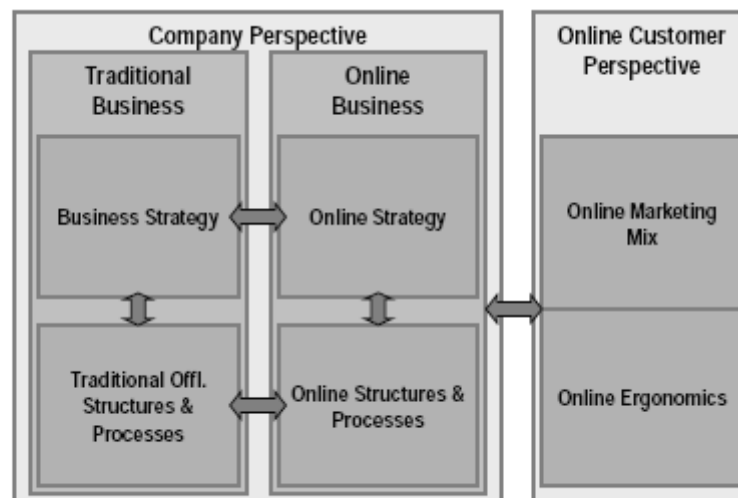 Company Perspective
Online Customer
Perspective
Traditional
Business
Online
Business
Business Strategy
Online Strategy
Online Marketing
Mix
Traditional Offl.
Structures &
Processes
Online Structures &
Processes
Online Ergonomics